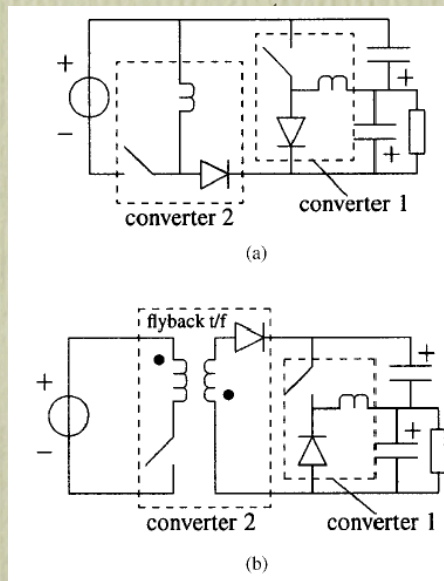 +
−
+
+
converter 1
converter 2
(a)
flyback t/f
+
−
+
+
converter 1
converter 2
(b)